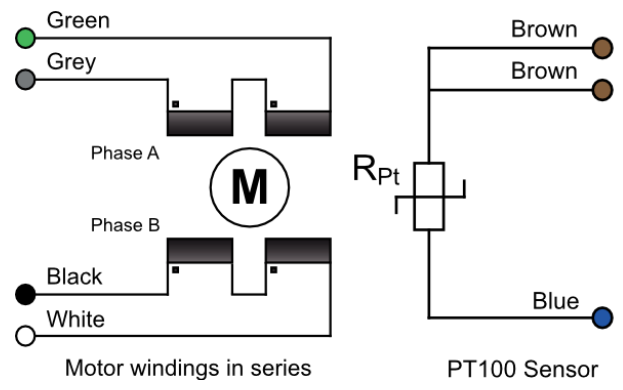 Green
Grey
Phase A
M
Phase B
Black
White
Motor windings in series
Brown
Brown
RPt
Blue
PT100 Sensor